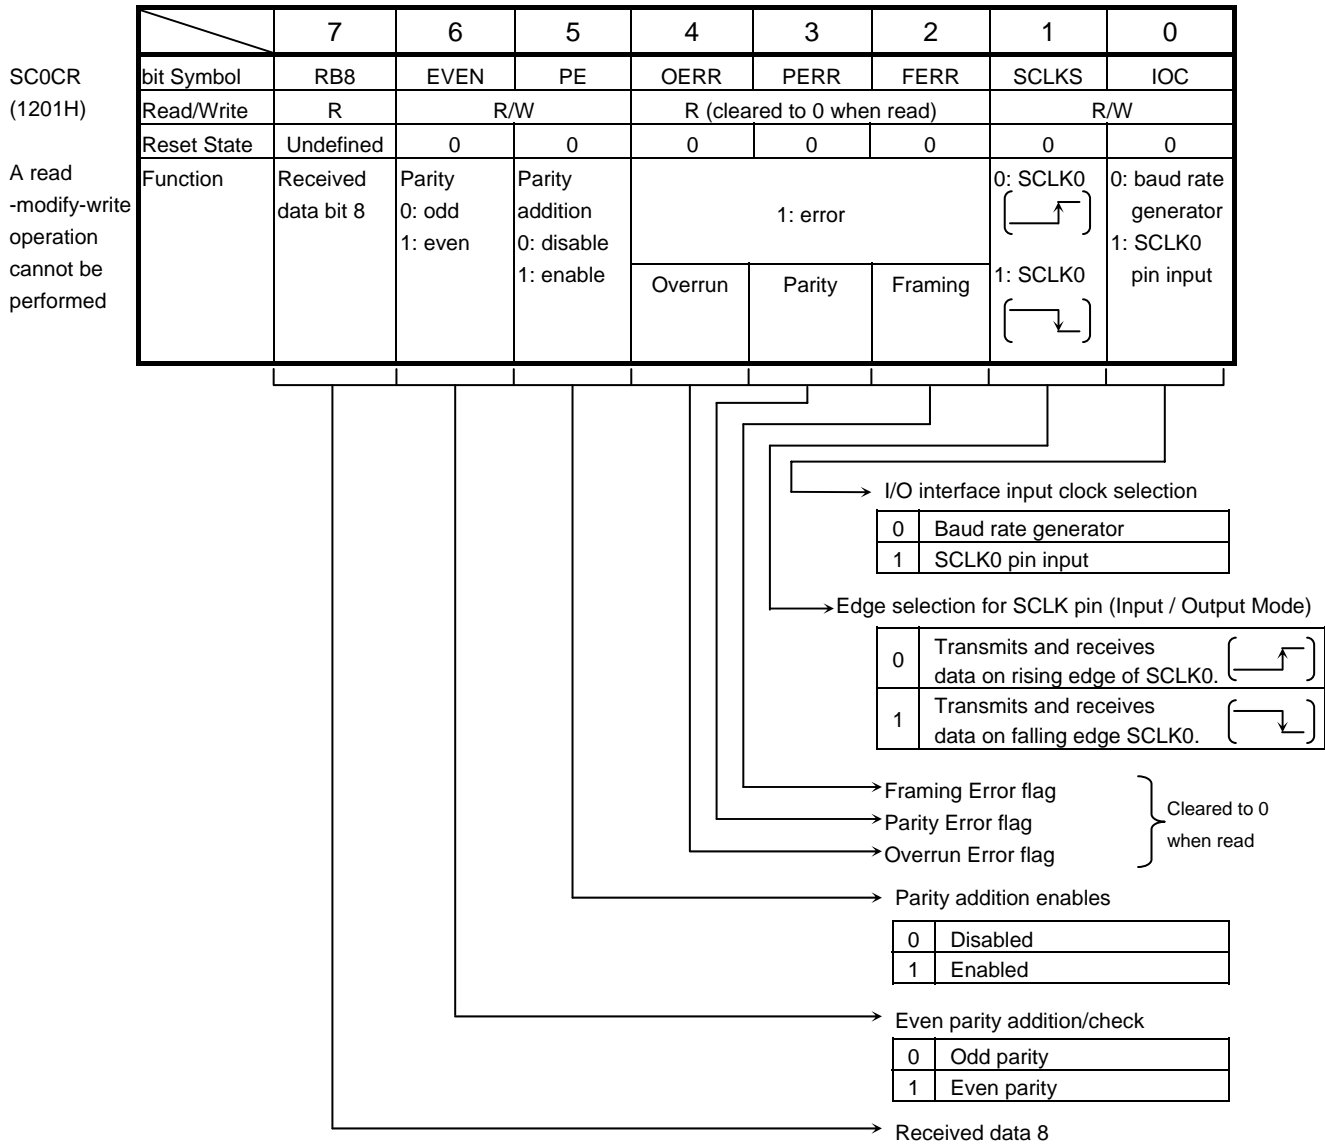 7 6 5 4 3 2 1 0
SC0CR
(1201H)
A read
-modify-write
operation
cannot be
performed
bit Symbol RB8 EVEN PE OERR PERR FERR SCLKS IOC
Read/Write R R/W R (cleared to 0 when read) R/W
Reset State Undefined 0 0 0 0 0 0 0
Function
Received
data bit 8
Parity
0: odd
1: even
Parity
addition
0: disable
1: enable
1: error
Overrun Parity Framing
0: SCLK0
1: SCLK0
0: baud rate
generator
1: SCLK0
pin input
I/O interface input clock selection
0 Baud rate generator
1 SCLK0 pin input
Edge selection for SCLK pin (Input / Output Mode)
0 Transmits and receives
data on rising edge of SCLK0.
1 Transmits and receives
data on falling edge SCLK0.
Framing Error flag
Parity Error flag
Overrun Error flag
Cleared to 0
when read
Parity addition enables
0 Disabled
1 Enabled
Even parity addition/check
0 Odd parity
1 Even parity
Received data 8